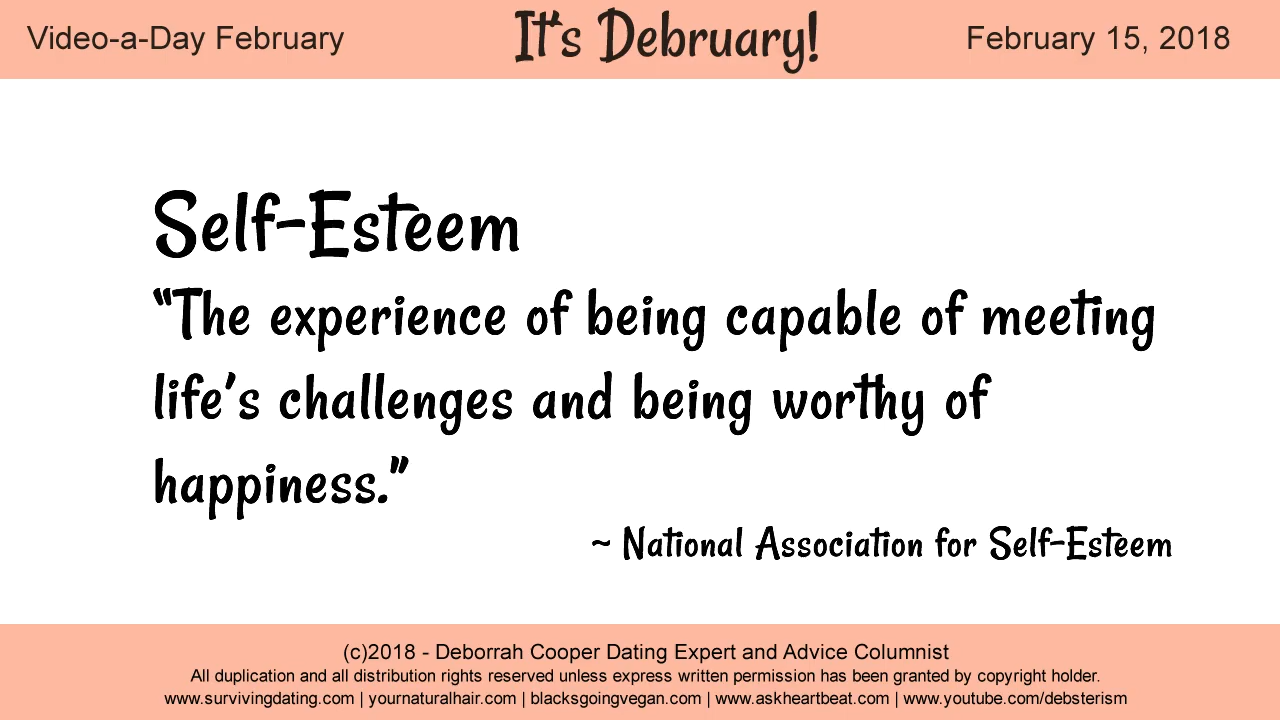 Video-a-Day February
It's Debruary!
February 15, 2018
Self-Esteem
“The experience of being capable of meeting
life’s challenges and being worthy of
happiness.”
~ National Association for Self-Esteem
(c)2018 - Deborrah Cooper Dating Expert and Advice Columnist
All duplication and all distribution rights reserved unless express written permission has been granted by copyright holder.
www.survivingdating.com | yournaturalhair.com | blacksgoingvegan.com | www.askheartbeat.com | www.youtube.com/debsterism